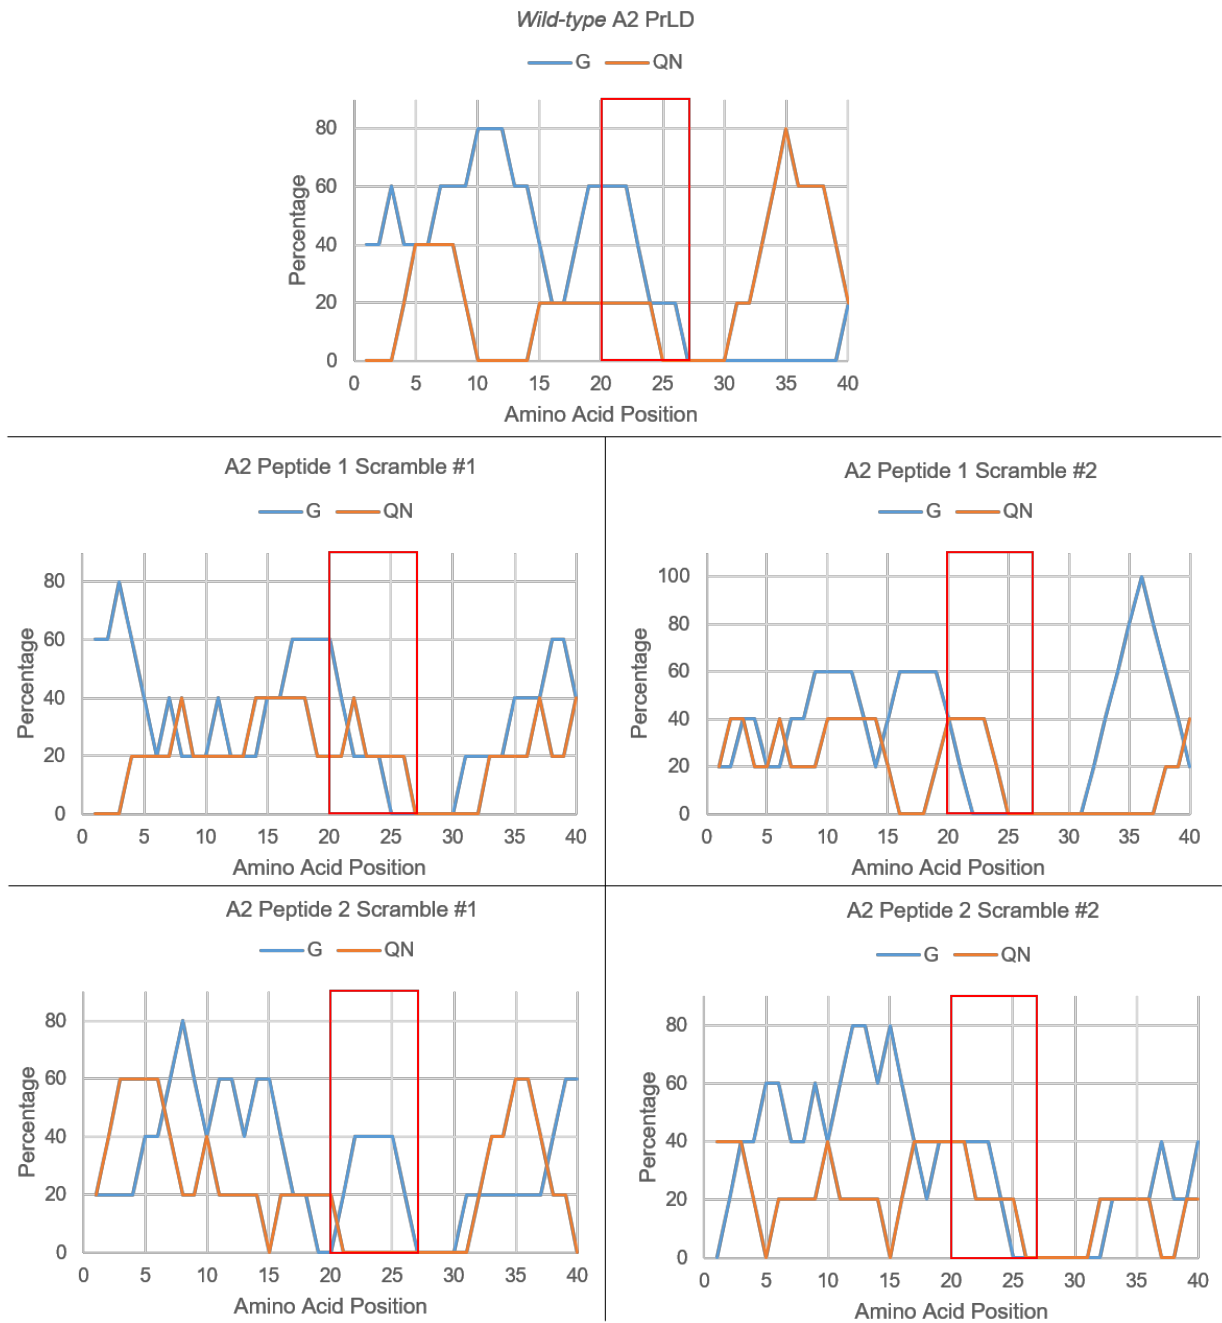 Wild-type A2 PrLD
G QN
80
60
40
20
0
Percentage
0 5 10 15 20 25 30 35 40
Amino Acid Position
A2 Peptide 1 Scramble #1
G QN
80
60
40
20
0
Percentage
0 5 10 15 20 25 30 35 40
Amino Acid Position
A2 Peptide 1 Scramble #2
G QN
100
80
60
40
20
0
Percentage
0 5 10 15 20 25 30 35 40
Amino Acid Position
A2 Peptide 2 Scramble #1
G QN
80
60
40
20
0
Percentage
0 5 10 15 20 25 30 35 40
Amino Acid Position
A2 Peptide 2 Scramble #2
G QN
80
60
40
20
0
Percentage
0 5 10 15 20 25 30 35 40
Amino Acid Position